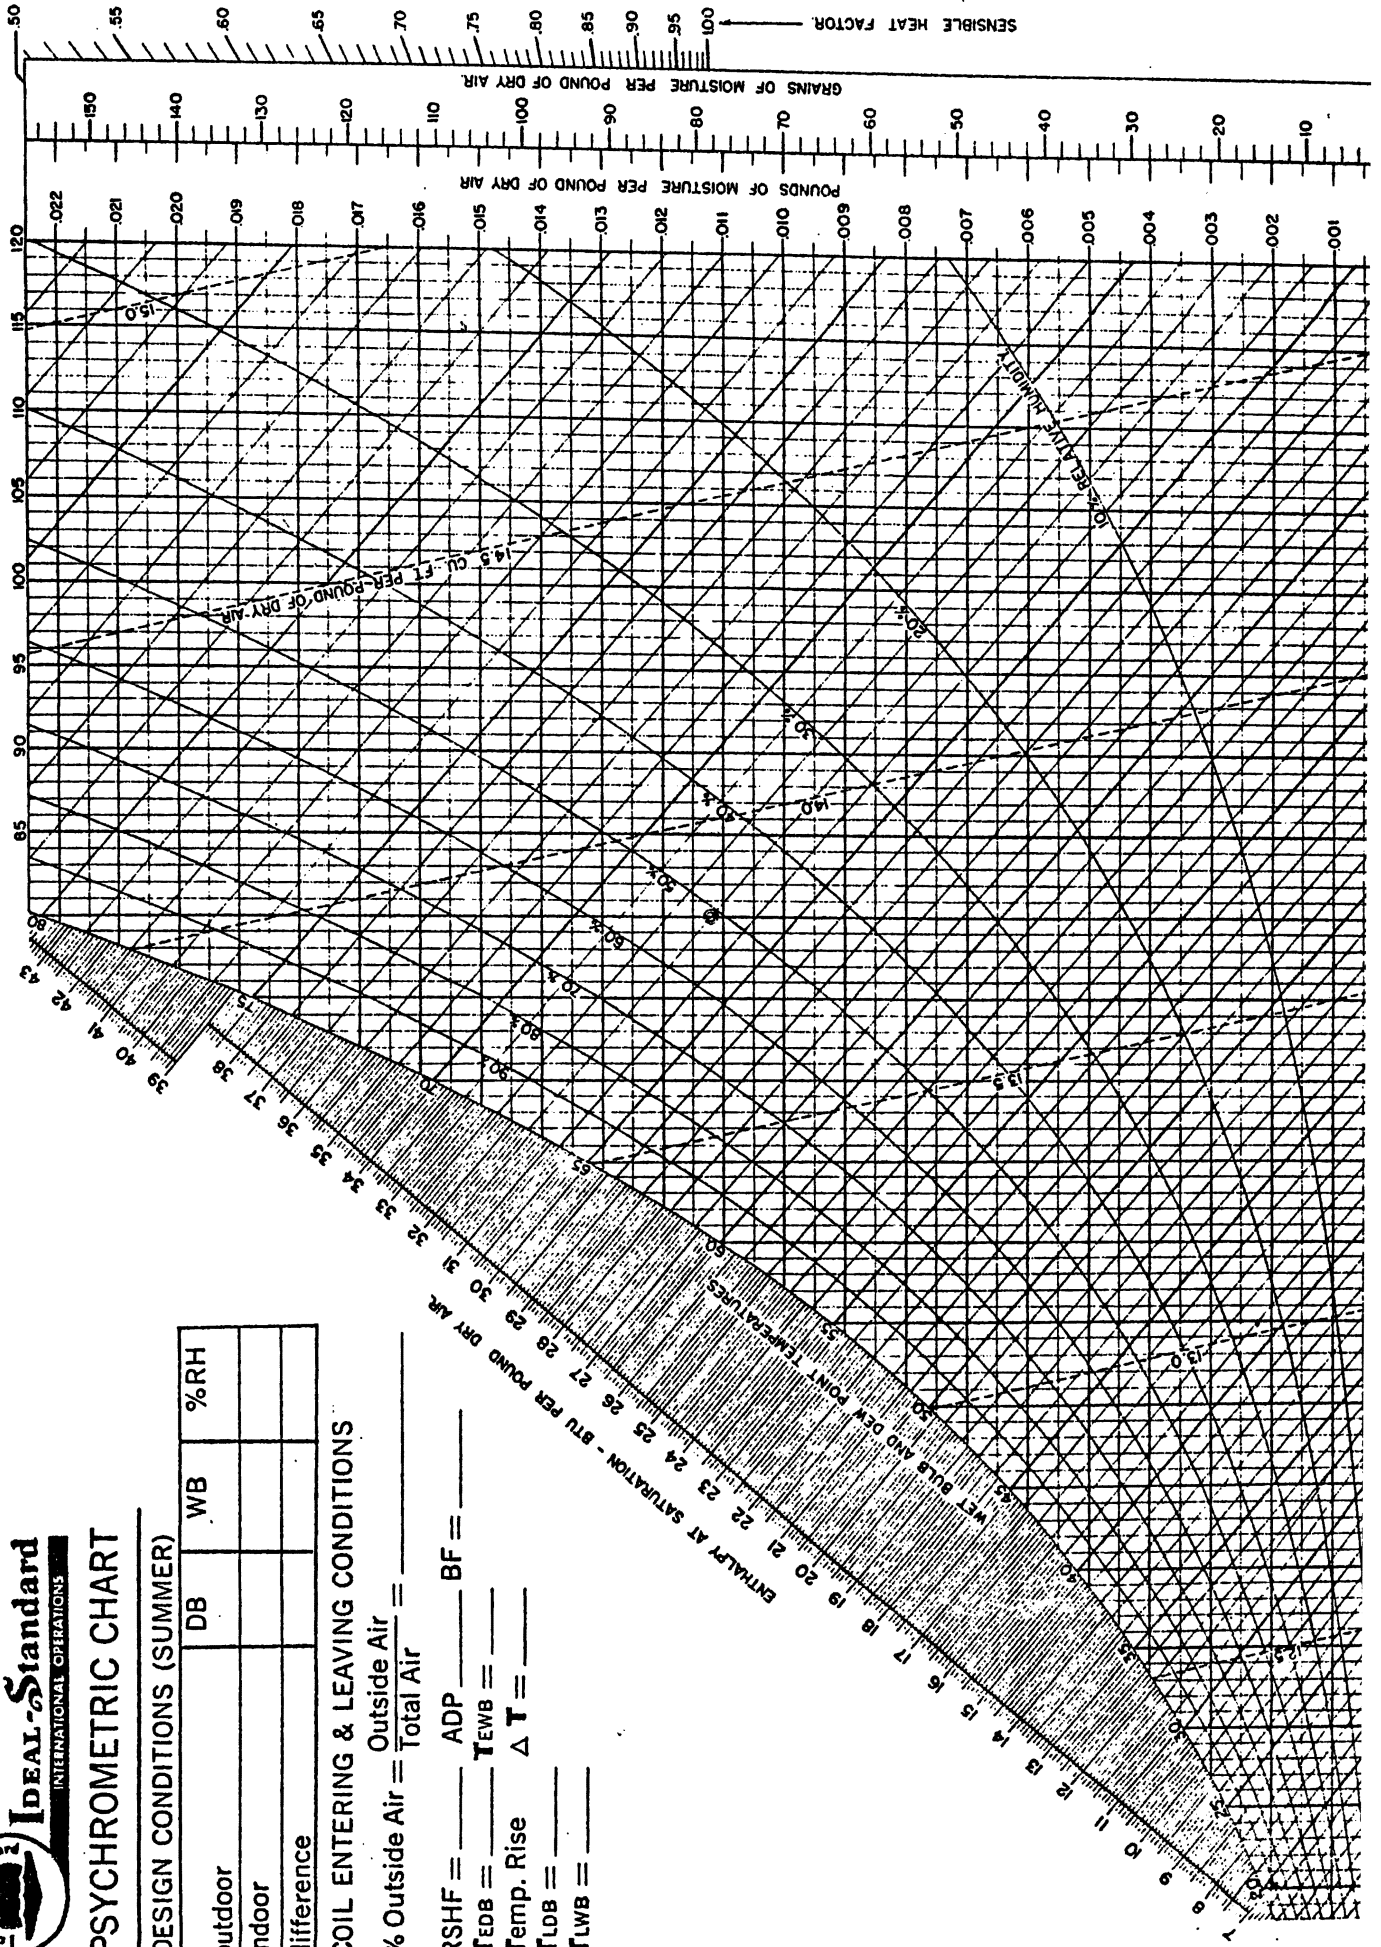 IDEAL-Standard
INTERNATIONAL OPERATIONS
PSYCHROMETRIC CHART
DESIGN CONDITIONS (SUMMER)
DB WB %RH
utdoor
ndoor
ifference
COIL ENTERING & LEAVING CONDITIONS
% Outside Air = Outside Air / Total Air =
RSHF = ADP BF =
TEDB = TEWB =
Temp. Rise △ T =
TLDB =
TLWB =
ENTHALPY AT SATURATION - BTU PER POUND DRY AIR.
7 8 9 10 11 12 13 14 15 16 17 18 19 20 21 22 23 24 25 26 27 28 29 30 31 32 33 34 35 36 37 38
39 40 41 42 43
WET BULB AND DEW POINT TEMPERATURES
20 25 30 35 40 45 50 55 60 65 70 75 80
85 90 95 100 105 110 115 120
90% 80% 70% 60% 50% 40% 30% 20%
10% RELATIVE HUMIDITY
12.5
13.0
13.5
14.0
14.5 CU. FT. PER POUND OF DRY AIR
15.0
POUNDS OF MOISTURE PER POUND OF DRY AIR
.001 .002 .003 .004 .005 .006 .007 .008 .009 .010 .011 .012 .013 .014 .015 .016 .017 .018 .019 .020 .021 .022
GRAINS OF MOISTURE PER POUND OF DRY AIR.
10 20 30 40 50 60 70 80 90 100 110 120 130 140 150
SENSIBLE HEAT FACTOR
.50 .55 .60 .65 .70 .75 .80 .85 .90 .95 1.00